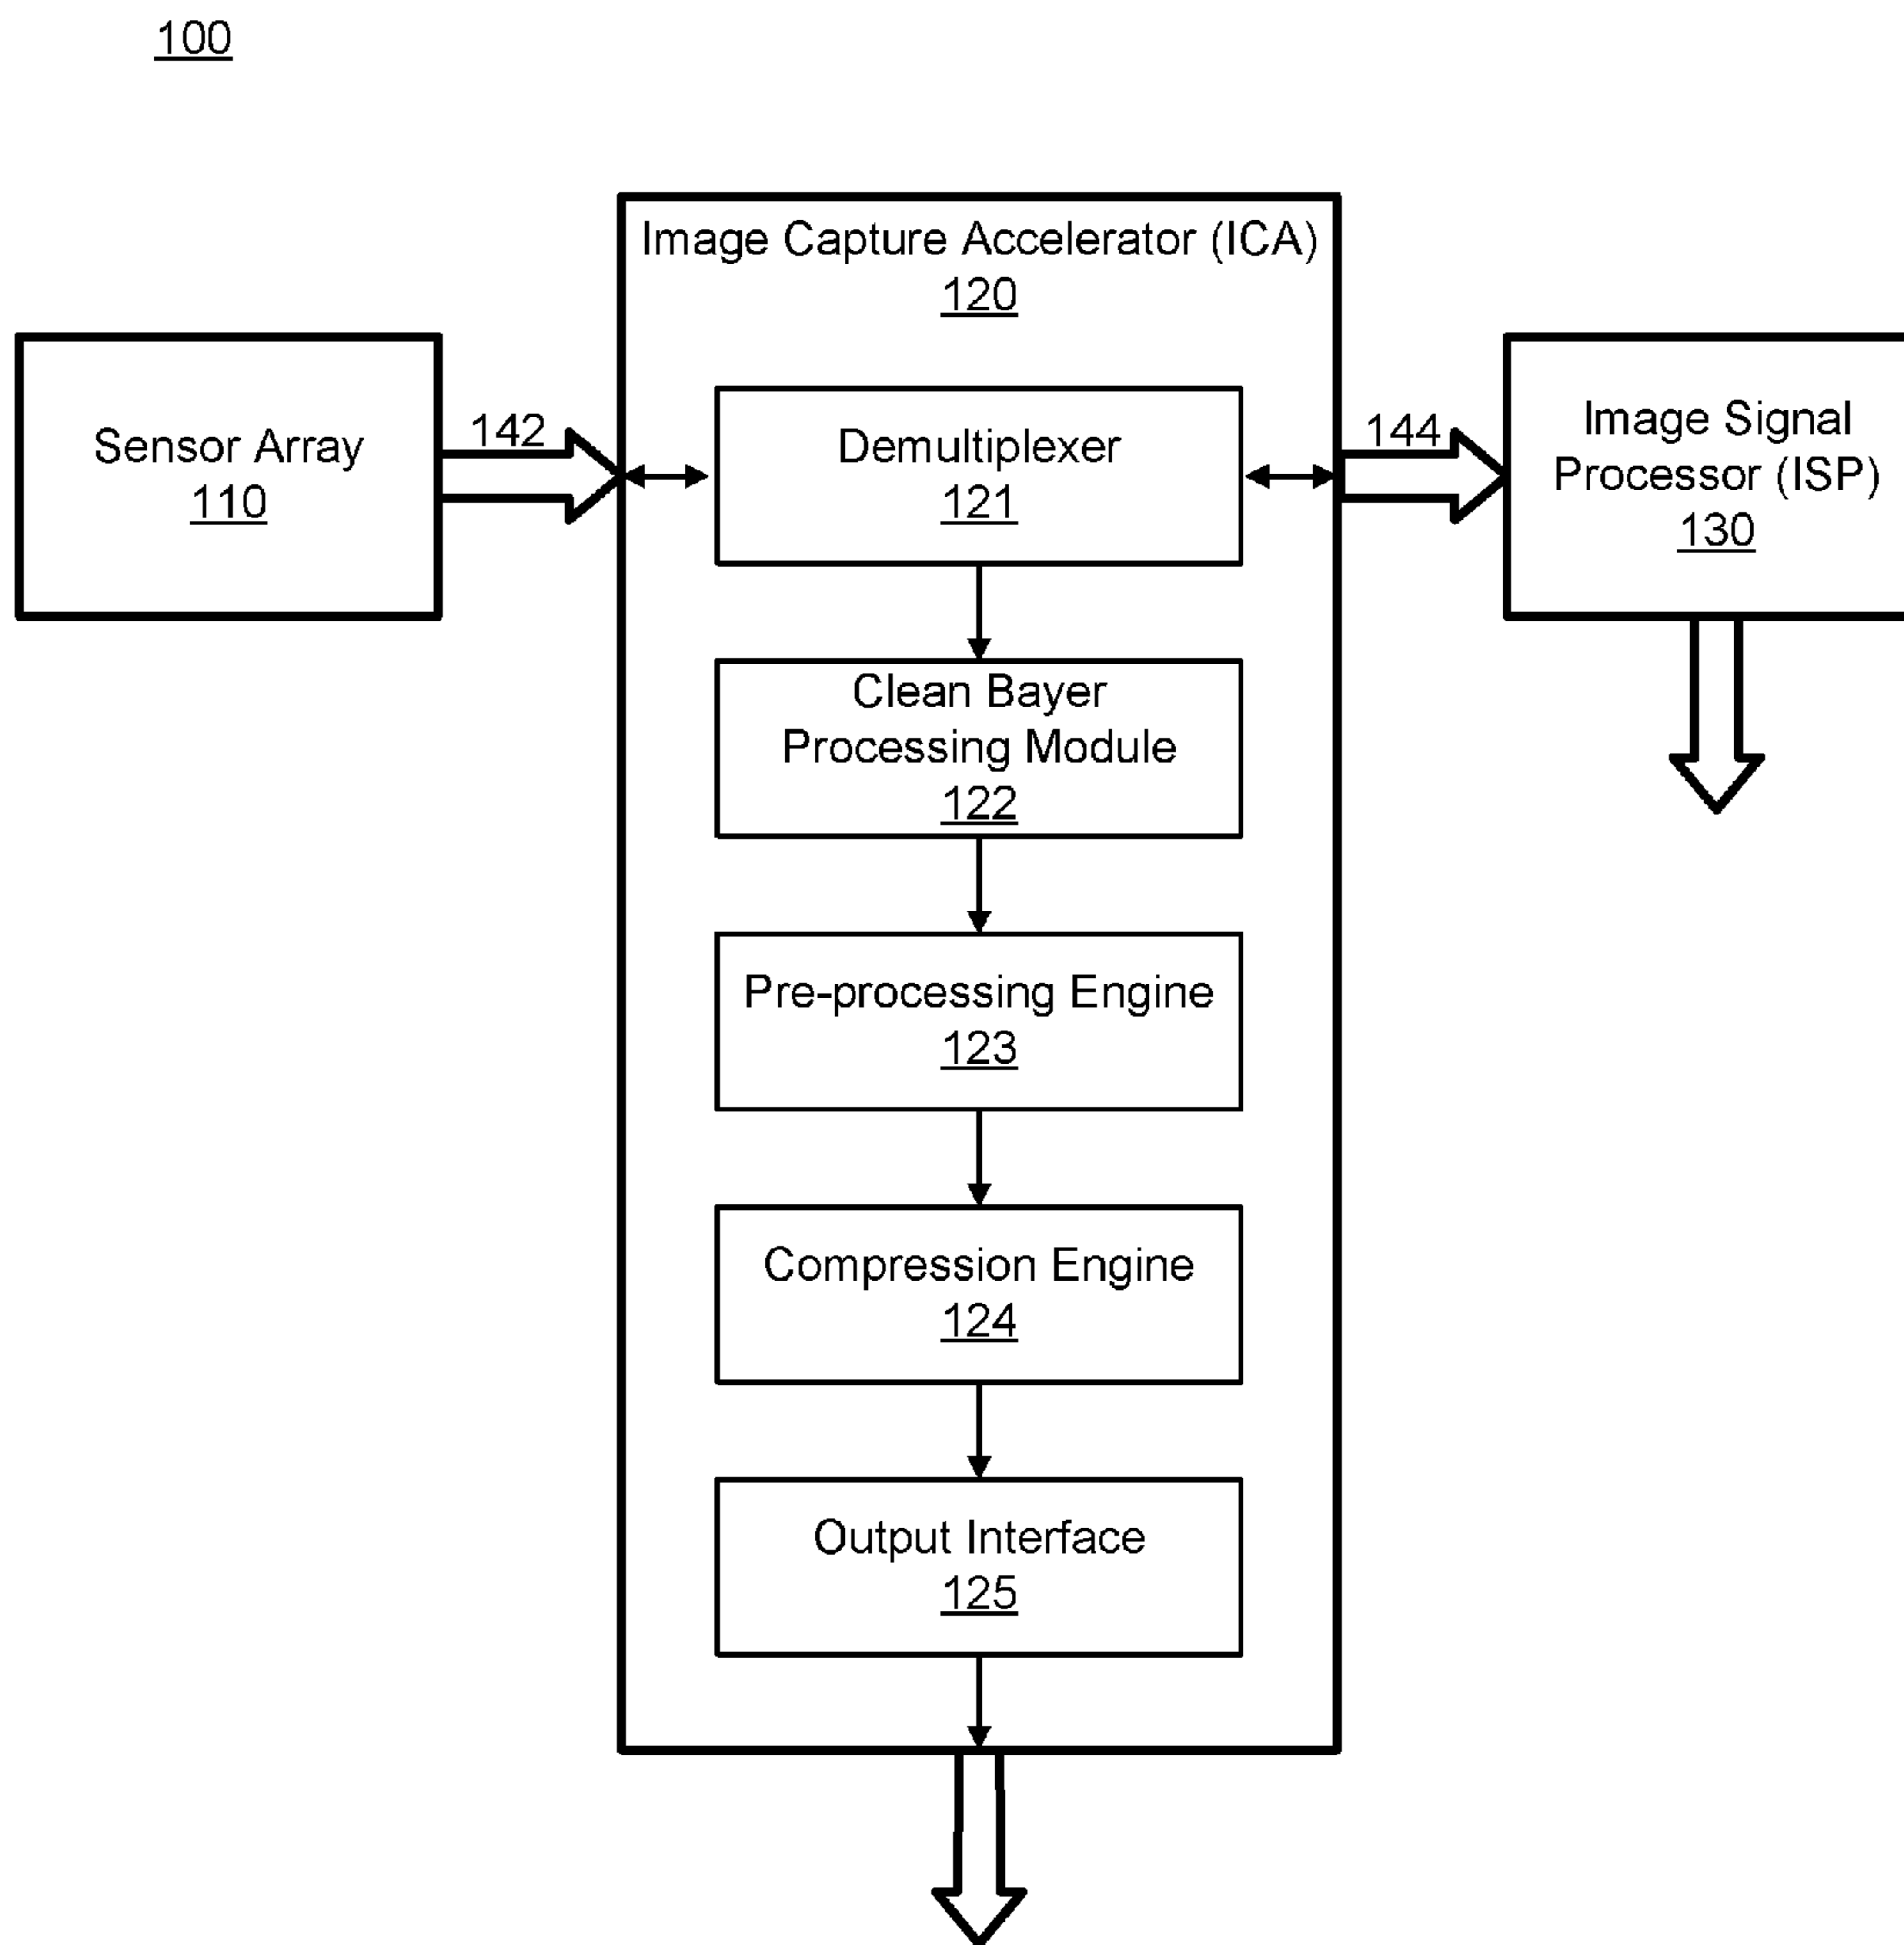 100
Image Capture Accelerator (ICA)
120
Sensor Array
110
142
Demultiplexer
121
144
Image Signal
Processor (ISP)
130
Clean Bayer
Processing Module
122
Pre-processing Engine
123
Compression Engine
124
Output Interface
125